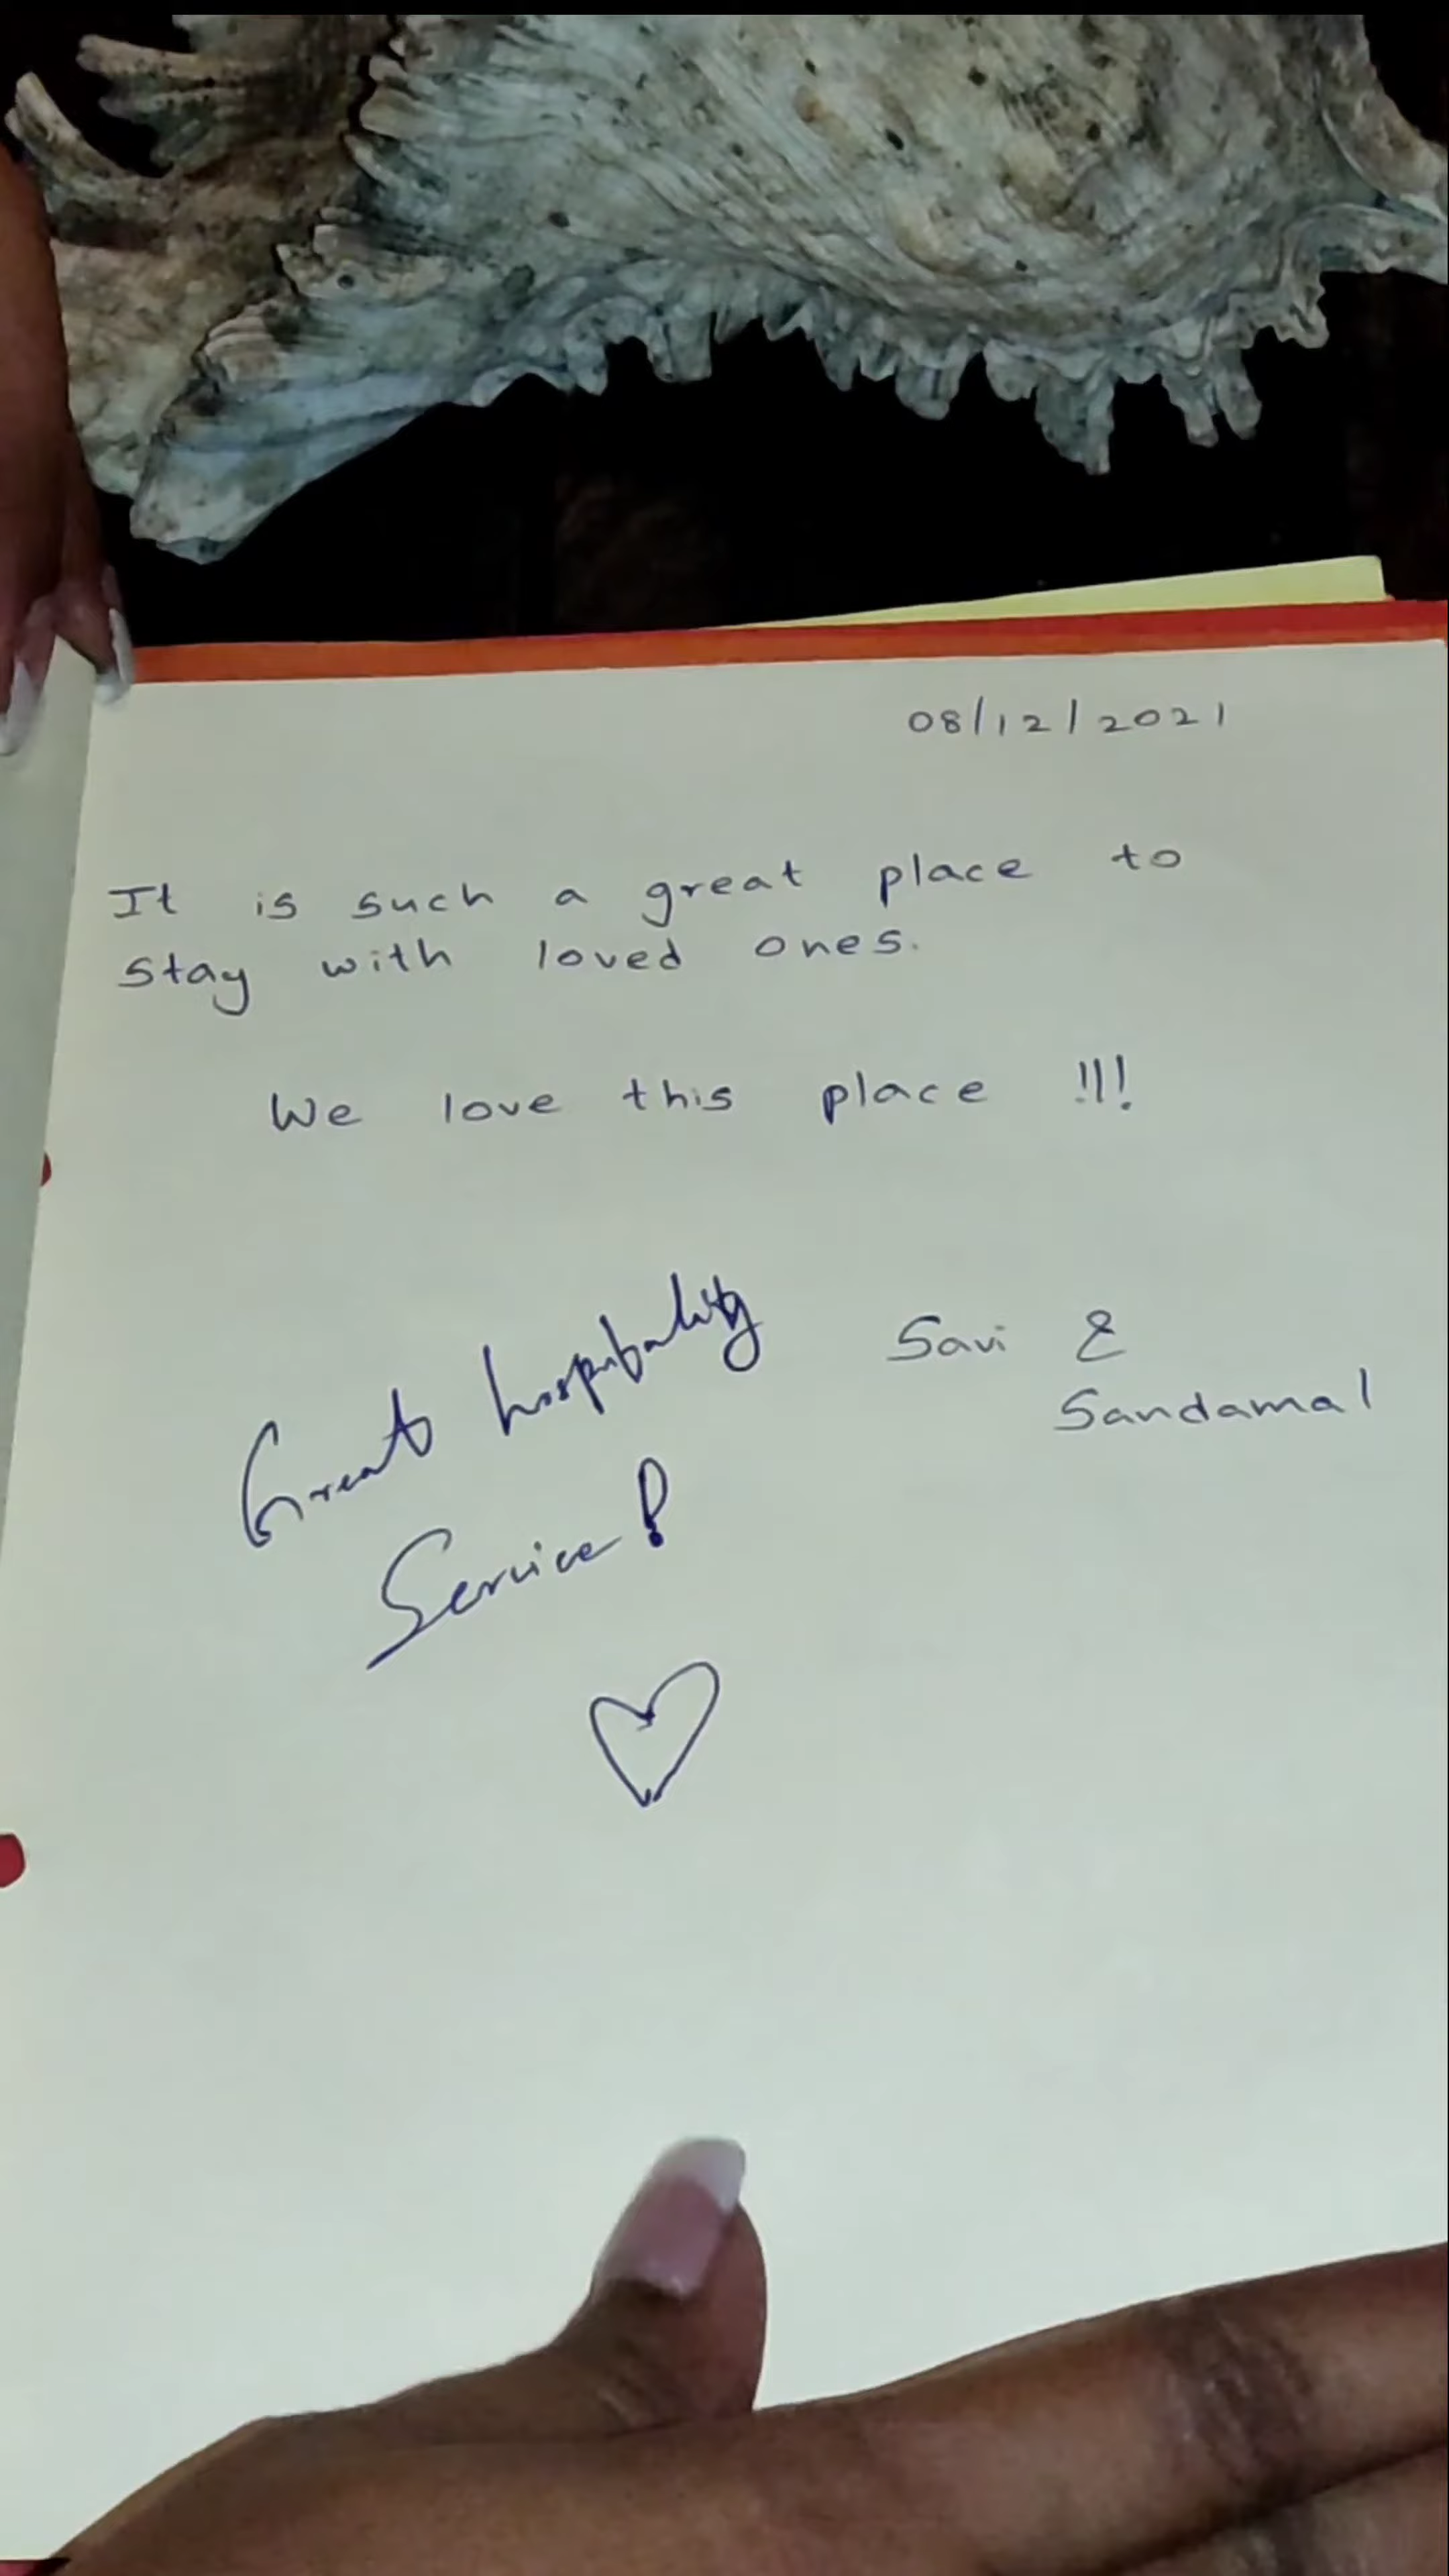 08/12/2021
It is such a great place to
stay with loved ones.
We love this place !!!
Great hospitality
Service!
Savi &
Sandamal